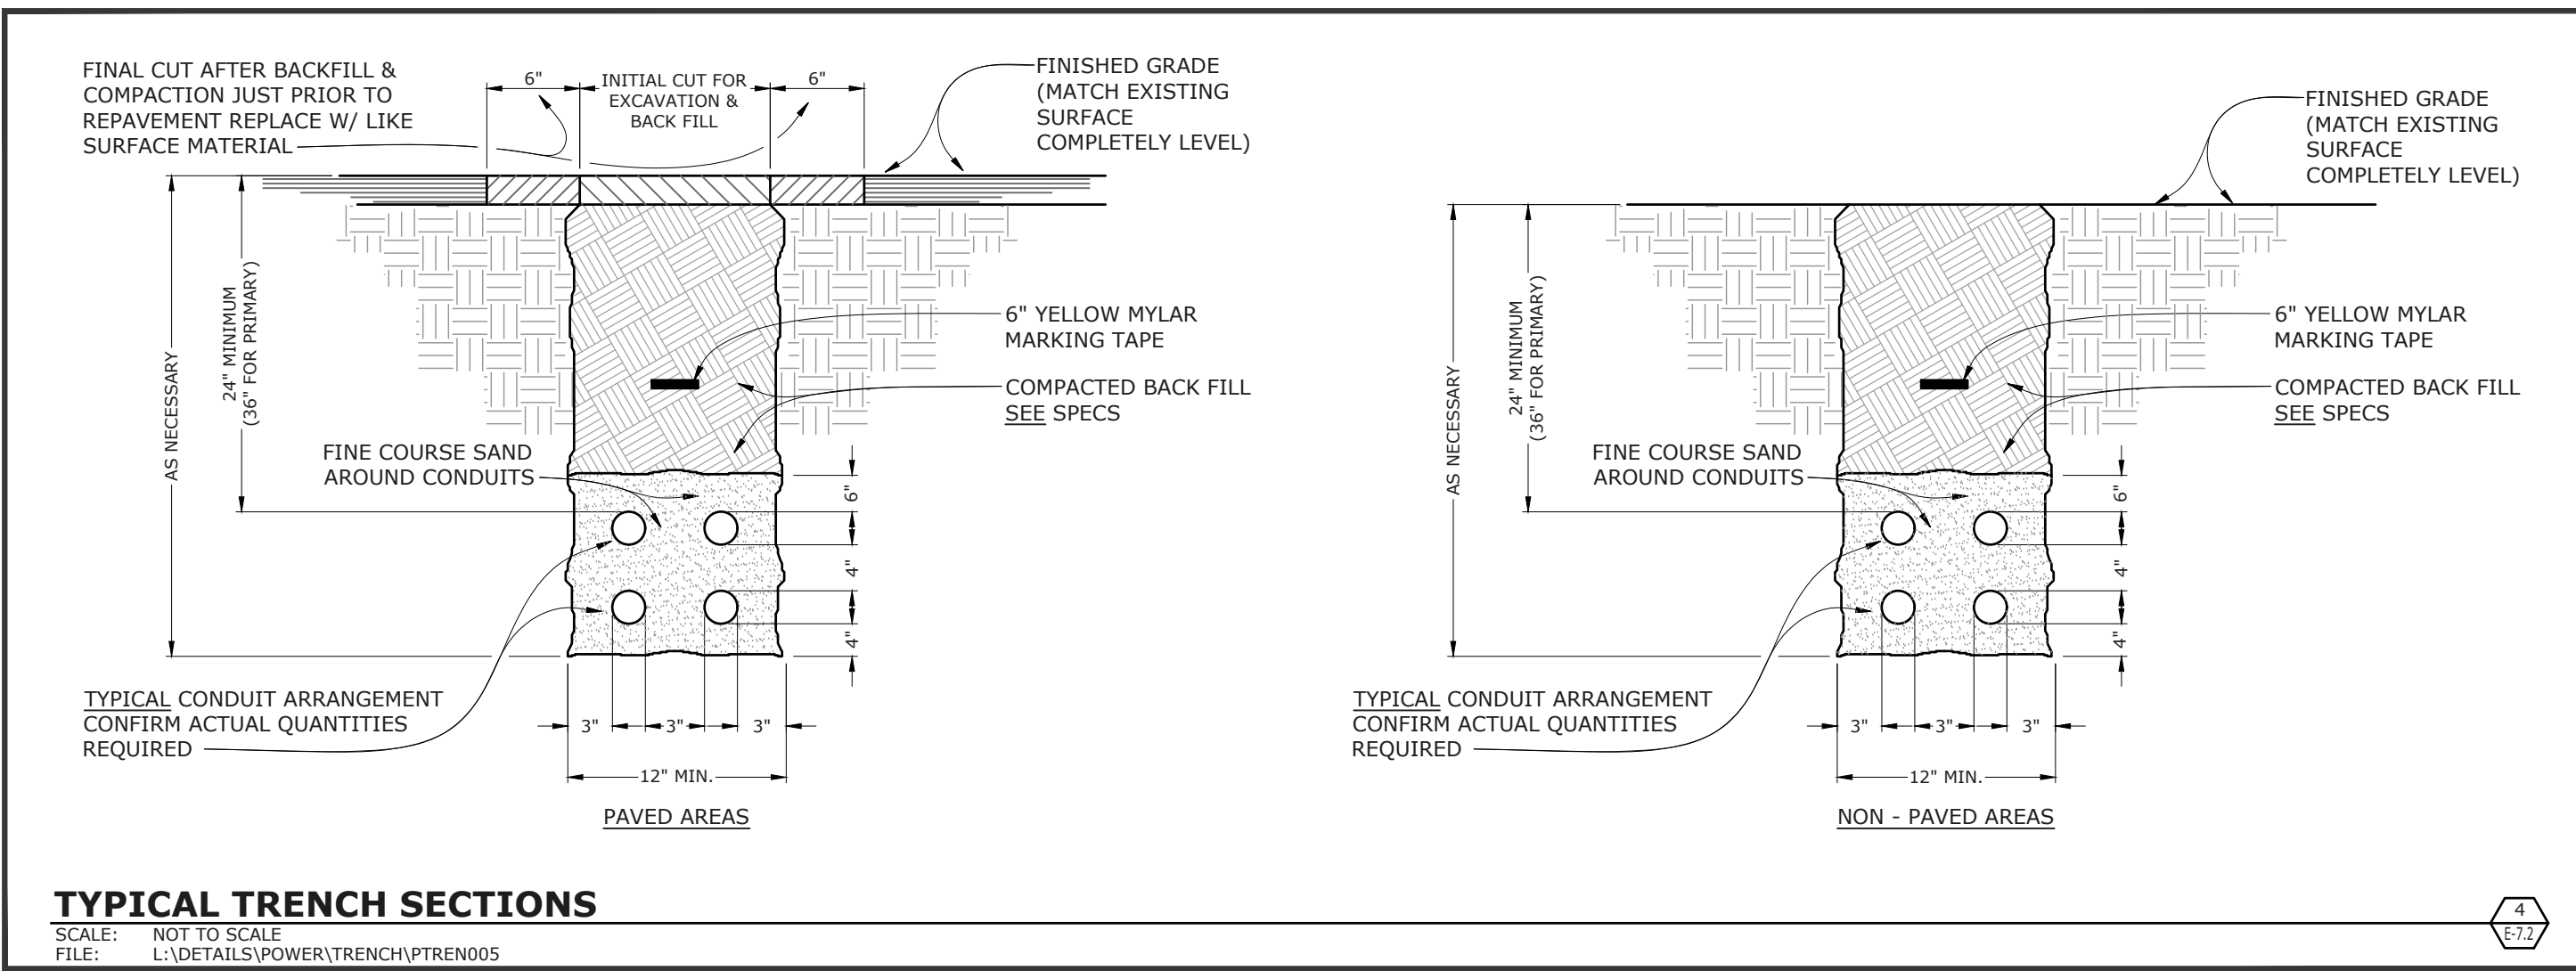 FINAL CUT AFTER BACKFILL &
COMPACTION JUST PRIOR TO
REPAVEMENT REPLACE W/ LIKE
SURFACE MATERIAL
6"
INITIAL CUT FOR
EXCAVATION &
BACK FILL
6"
FINISHED GRADE
(MATCH EXISTING
SURFACE
COMPLETELY LEVEL)
AS NECESSARY
24" MINIMUM
(36" FOR PRIMARY)
6" YELLOW MYLAR
MARKING TAPE
COMPACTED BACK FILL
SEE SPECS
FINE COURSE SAND
AROUND CONDUITS
6"
4"
4"
TYPICAL CONDUIT ARRANGEMENT
CONFIRM ACTUAL QUANTITIES
REQUIRED
3"
3"
3"
12" MIN.
PAVED AREAS
FINISHED GRADE
(MATCH EXISTING
SURFACE
COMPLETELY LEVEL)
AS NECESSARY
24" MINIMUM
(36" FOR PRIMARY)
6" YELLOW MYLAR
MARKING TAPE
COMPACTED BACK FILL
SEE SPECS
FINE COURSE SAND
AROUND CONDUITS
6"
4"
4"
TYPICAL CONDUIT ARRANGEMENT
CONFIRM ACTUAL QUANTITIES
REQUIRED
3"
3"
3"
12" MIN.
NON - PAVED AREAS
TYPICAL TRENCH SECTIONS
SCALE: NOT TO SCALE
FILE: L:\DETAILS\POWER\TRENCH\PTREN005
4
E-7.2